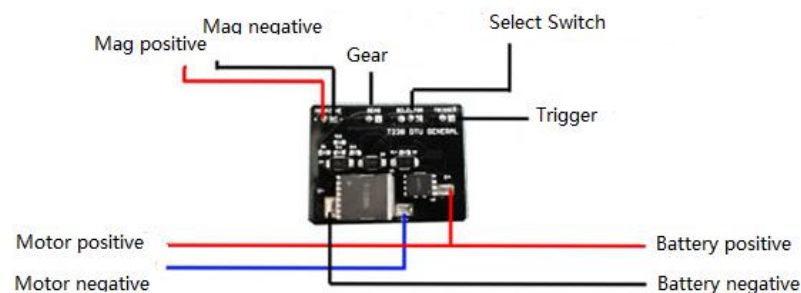 Select Switch
Mag negative
Mag positive
Gear
Trigger
7238 DTU GENERAL
Motor positive
Battery positive
Motor negative
Battery negative